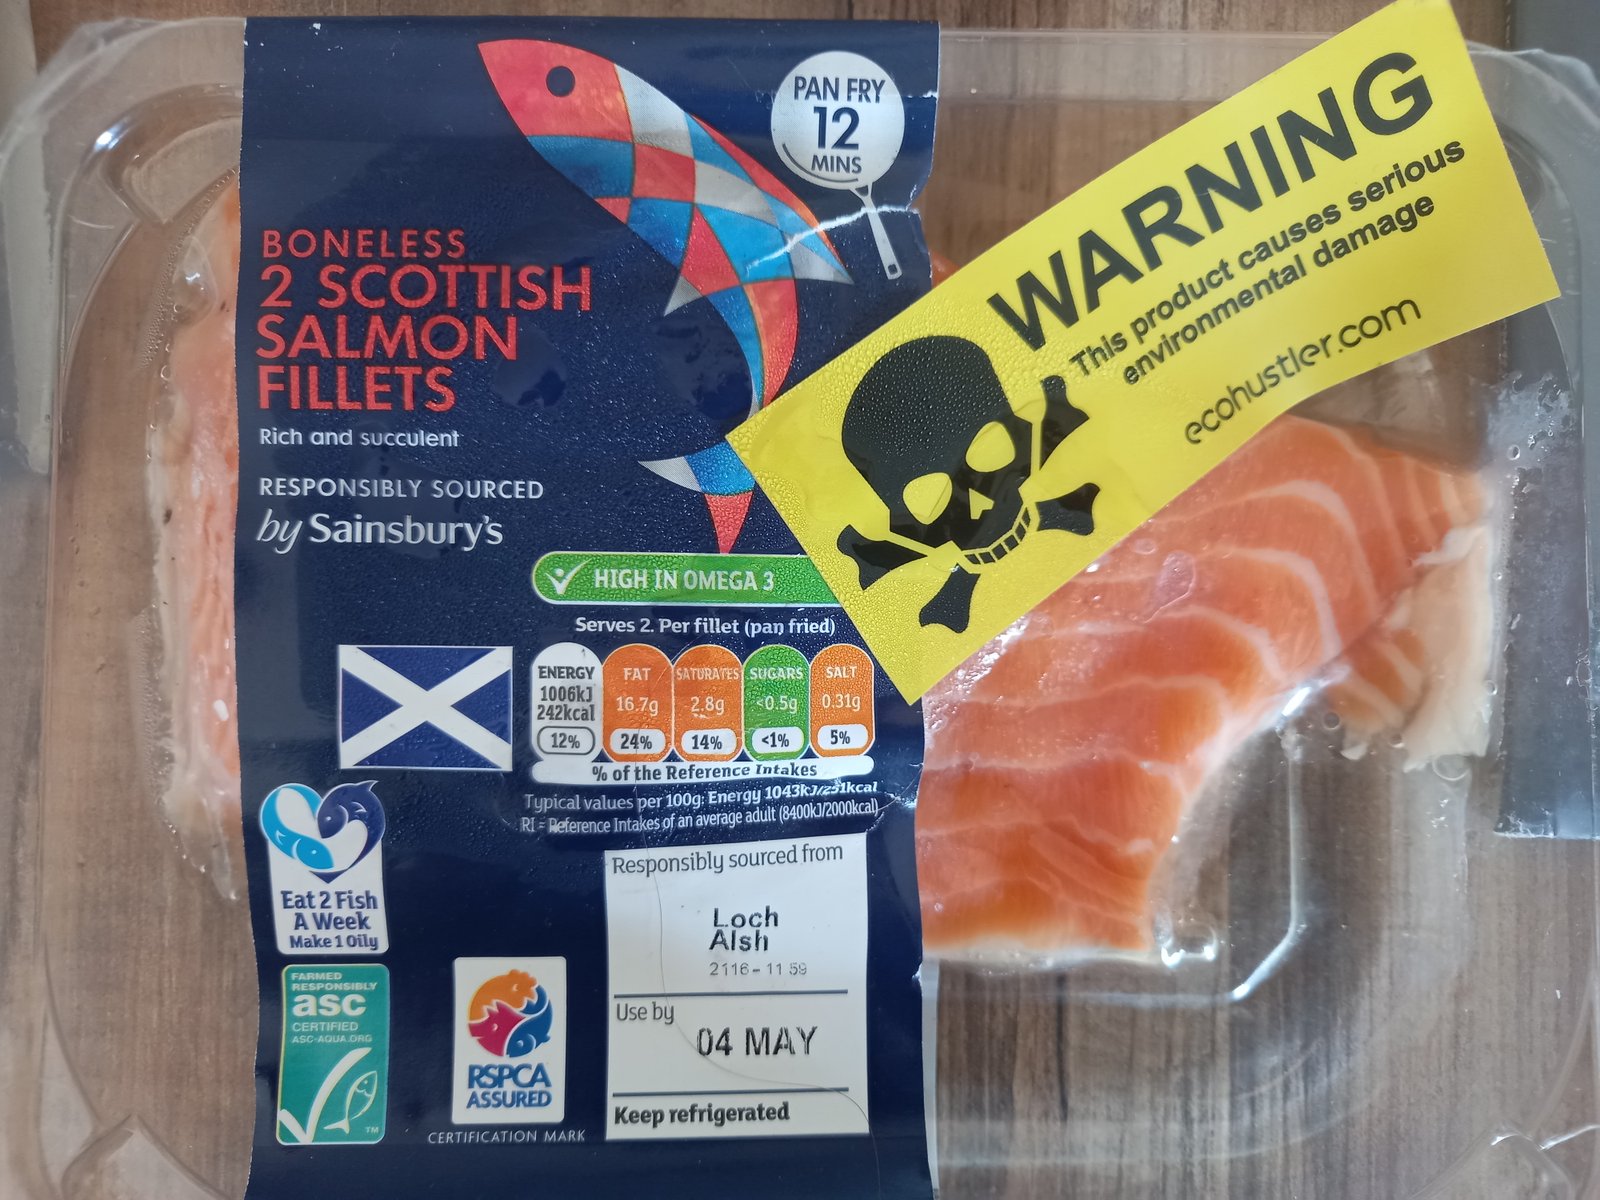 PAN FRY
12
MINS
BONELESS
2 SCOTTISH
SALMON
FILLETS
Rich and succulent
RESPONSIBLY SOURCED
by Sainsbury's
WARNING
This product causes serious
environmental damage
ecohustler.com
HIGH IN OMEGA 3
Serves 2. Per fillet (pan fried)
ENERGY
1006kJ
242kcal
12%
FAT
16.7g
24%
SATURATES
2.8g
14%
SUGARS
<0.5g
<1%
SALT
0.31g
5%
% of the Reference Intakes
Typical values per 100g: Energy 1043kJ/251kcal
RI = Reference Intakes of an average adult (8400kJ/2000kcal)
Eat 2 Fish
A Week
Make 1 Oily
FARMED
RESPONSIBLY
asc
CERTIFIED
ASC-AQUA.ORG
TM
RSPCA
ASSURED
CERTIFICATION MARK
Responsibly sourced from
Loch
Alsh
2116-11 59
Use by
04 MAY
Keep refrigerated